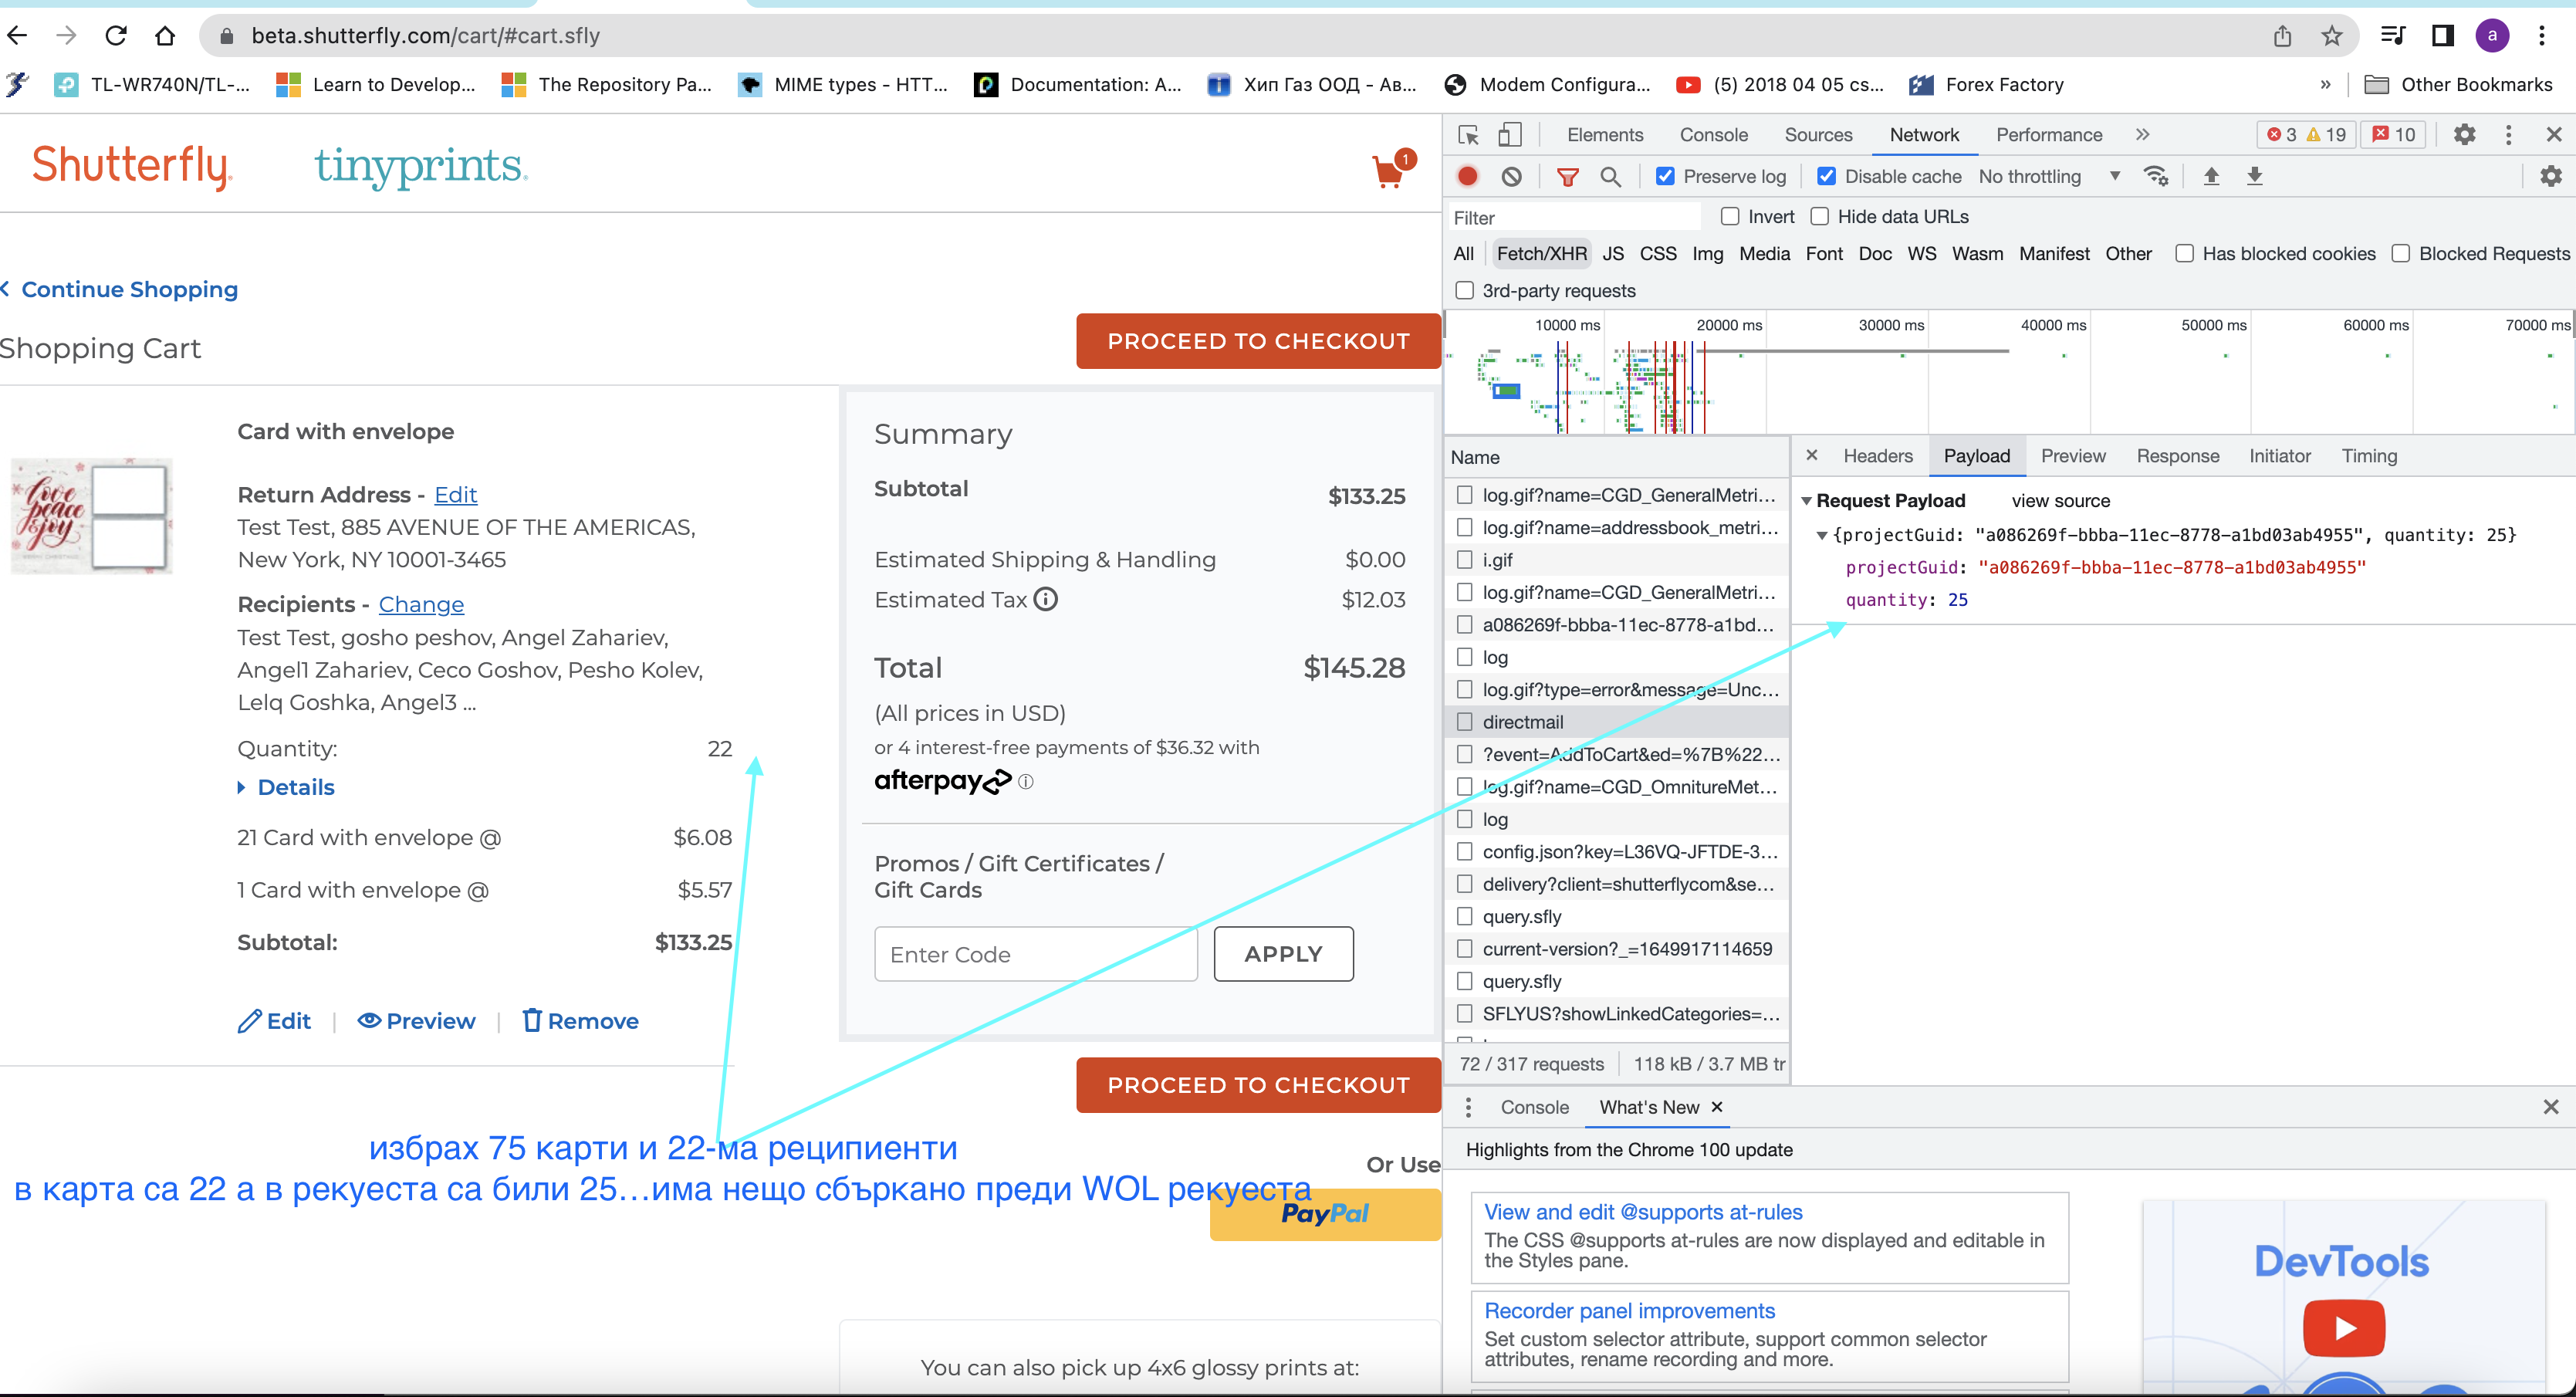 beta.shutterfly.com/cart/#cart.sfly
a
TL-WR740N/TL-...
Learn to Develop...
The Repository Pa...
MIME types - HTT...
Documentation: A...
Хип Газ ООД - Ав...
Modem Configura...
(5) 2018 04 05 cs...
Forex Factory
»
Other Bookmarks
Shutterfly.
tinyprints.
1
Continue Shopping
Shopping Cart
PROCEED TO CHECKOUT
Card with envelope
love peace & joy
Return Address - Edit
Test Test, 885 AVENUE OF THE AMERICAS,
New York, NY 10001-3465
Recipients - Change
Test Test, gosho peshov, Angel Zahariev,
Angel1 Zahariev, Ceco Goshov, Pesho Kolev,
Lelq Goshka, Angel3 ...
Quantity: 22
Details
21 Card with envelope @ $6.08
1 Card with envelope @ $5.57
Subtotal: $133.25
Edit | Preview | Remove
Summary
Subtotal $133.25
Estimated Shipping & Handling $0.00
Estimated Tax $12.03
Total $145.28
(All prices in USD)
or 4 interest-free payments of $36.32 with
afterpay
Promos / Gift Certificates /
Gift Cards
Enter Code
APPLY
PROCEED TO CHECKOUT
избрах 75 карти и 22-ма реципиенти
в карта са 22 а в рекуеста са били 25...има нещо сбъркано преди WOL рекуеста
Or Use
PayPal
You can also pick up 4x6 glossy prints at:
Elements Console Sources Network Performance » 3 19 10
Preserve log Disable cache No throttling
Filter Invert Hide data URLs
All Fetch/XHR JS CSS Img Media Font Doc WS Wasm Manifest Other Has blocked cookies Blocked Requests
3rd-party requests
10000 ms 20000 ms 30000 ms 40000 ms 50000 ms 60000 ms 70000 ms
Name
log.gif?name=CGD_GeneralMetri...
log.gif?name=addressbook_metri...
i.gif
log.gif?name=CGD_GeneralMetri...
a086269f-bbba-11ec-8778-a1bd...
log
log.gif?type=error&message=Unc...
directmail
?event=AddToCart&ed=%7B%22...
log.gif?name=CGD_OmnitureMet...
log
config.json?key=L36VQ-JFTDE-3...
delivery?client=shutterflycom&se...
query.sfly
current-version?_=1649917114659
query.sfly
SFLYUS?showLinkedCategories=...
72 / 317 requests 118 kB / 3.7 MB tr
Headers Payload Preview Response Initiator Timing
Request Payload view source
{projectGuid: "a086269f-bbba-11ec-8778-a1bd03ab4955", quantity: 25}
projectGuid: "a086269f-bbba-11ec-8778-a1bd03ab4955"
quantity: 25
Console What's New
Highlights from the Chrome 100 update
View and edit @supports at-rules
The CSS @supports at-rules are now displayed and editable in
the Styles pane.
Recorder panel improvements
Set custom selector attribute, support common selector
attributes, rename recording and more.
DevTools